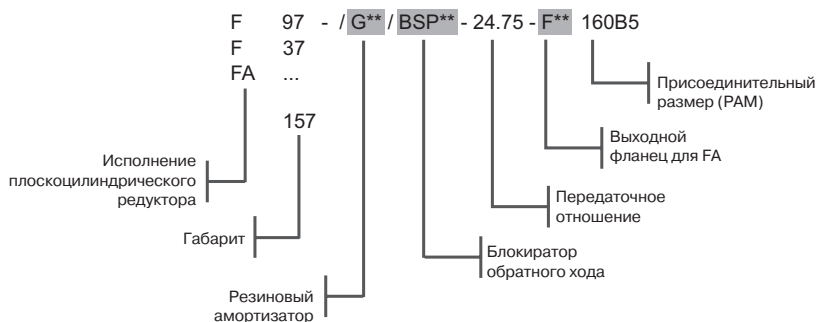 F 97 - / G** / BSP** - 24.75 - F** 160B5
F 37
FA ...
157
Присоединительный
размер (PAM)
Выходной
фланец для FA
Исполнение
плоскоцилиндрического
редуктора
Передаточное
отношение
Габарит
Блокиратор
обратного хода
Резиновый
амортизатор